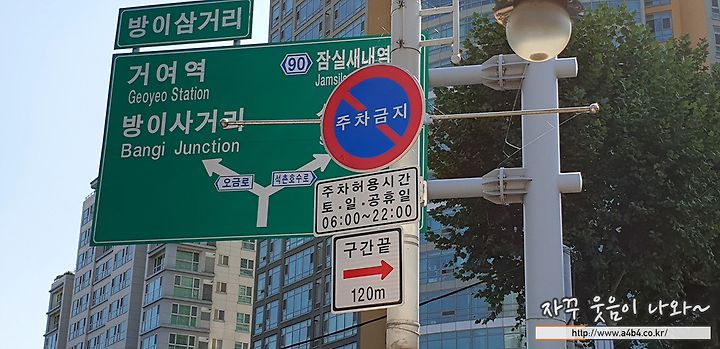 방이삼거리
거여역
Geoyeo Station
방이사거리
Bangi Junction
90
잠실새내역
오금로
석촌호수로
주차금지
주차허용시간
토·일·공휴일
06:00~22:00
구간끝
120m
자꾸 웃음이 나와~
http://www.a4b4.co.kr/